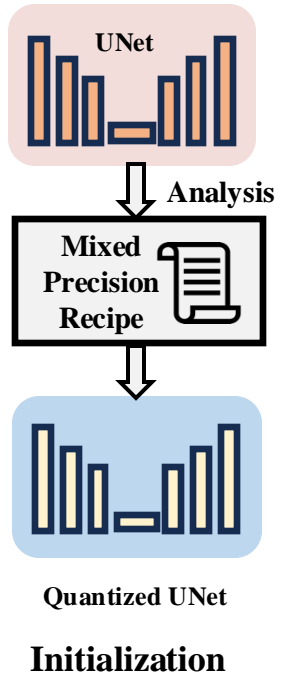 UNet
Analysis
Mixed
Precision
Recipe
Quantized UNet
Initialization